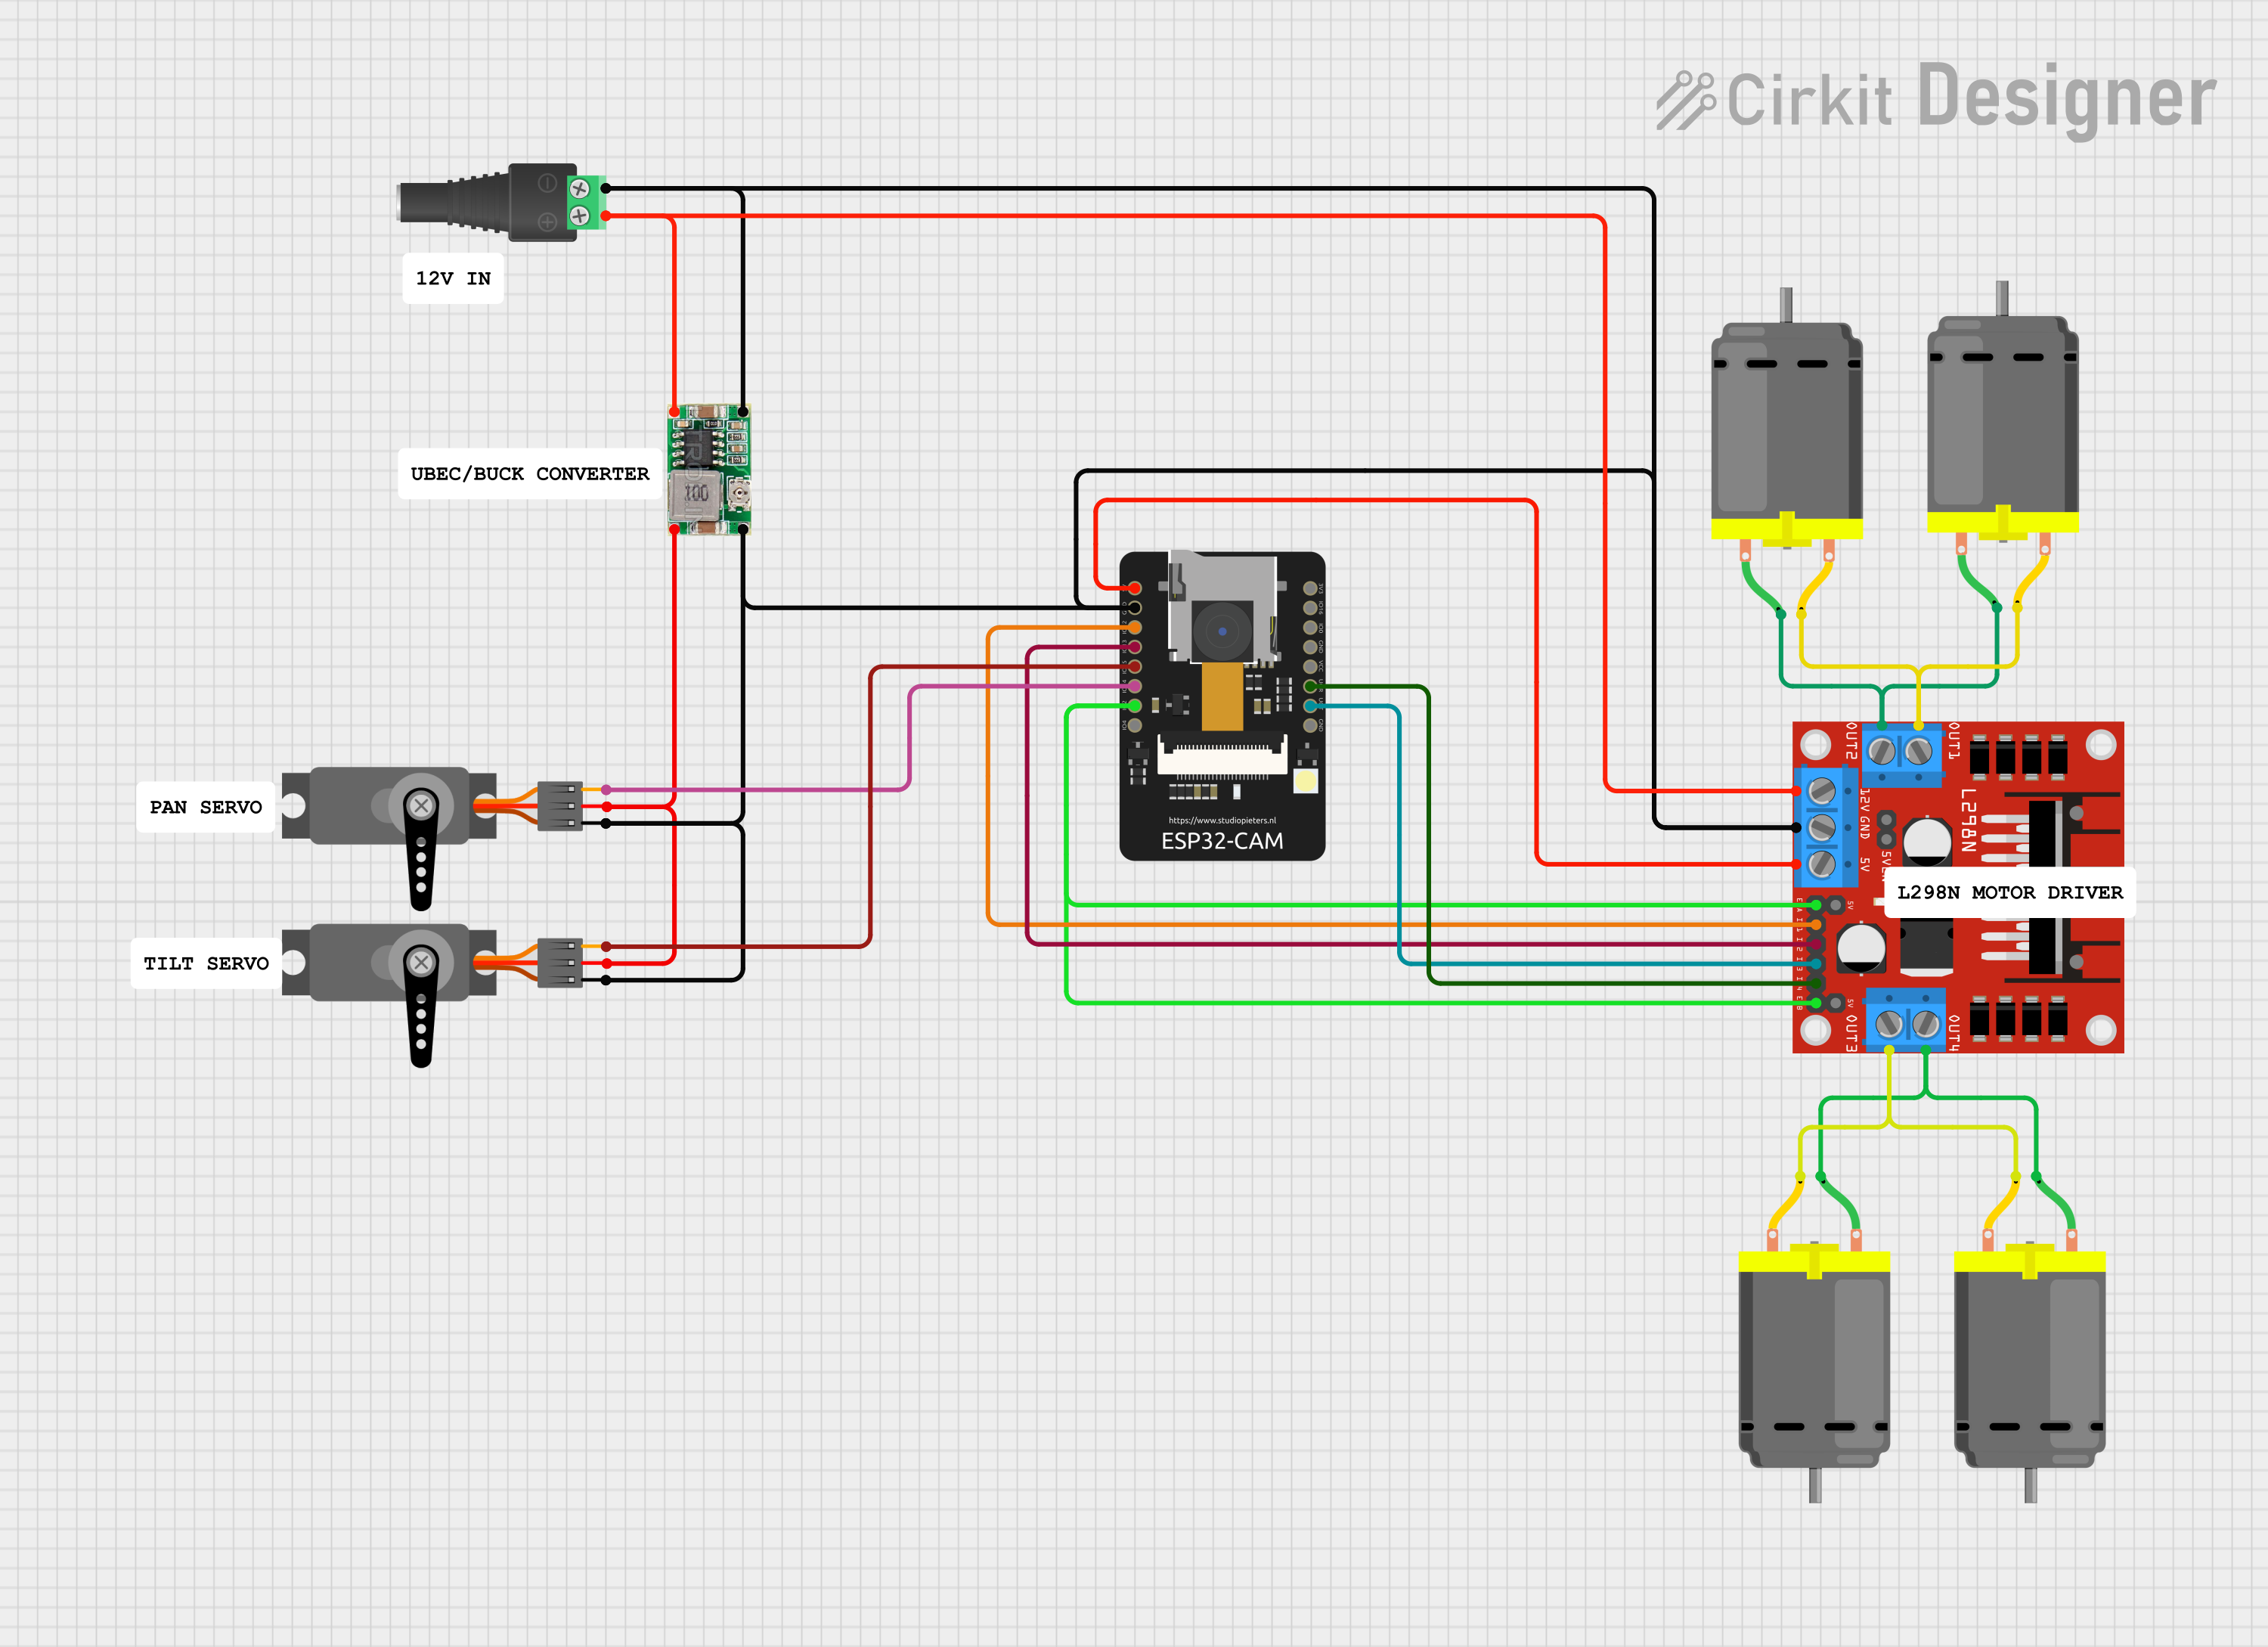 Cirkit Designer
12V IN
UBEC/BUCK CONVERTER
100
PAN SERVO
TILT SERVO
https://www.studiopieters.nl
ESP32-CAM
OUT2
OUT1
12V GND
5V
L298N
L298N MOTOR DRIVER
5V
5V
OUT3
OUT4